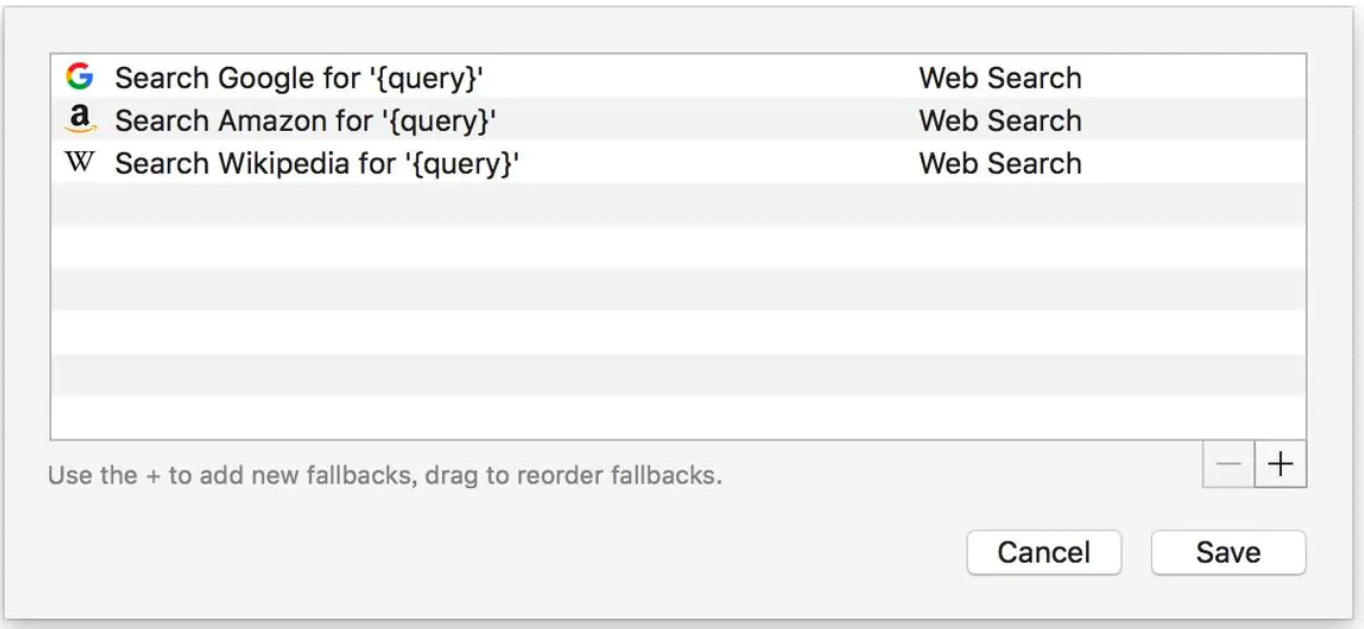 Search Google for '{query}' Web Search
Search Amazon for '{query}' Web Search
Search Wikipedia for '{query}' Web Search
Use the + to add new fallbacks, drag to reorder fallbacks.
Cancel Save